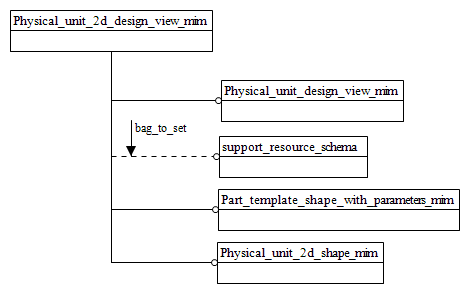 Physical_unit_2d_design_view_mim
Physical_unit_design_view_mim
bag_to_set
support_resource_schema
Part_template_shape_with_parameters_mim
Physical_unit_2d_shape_mim